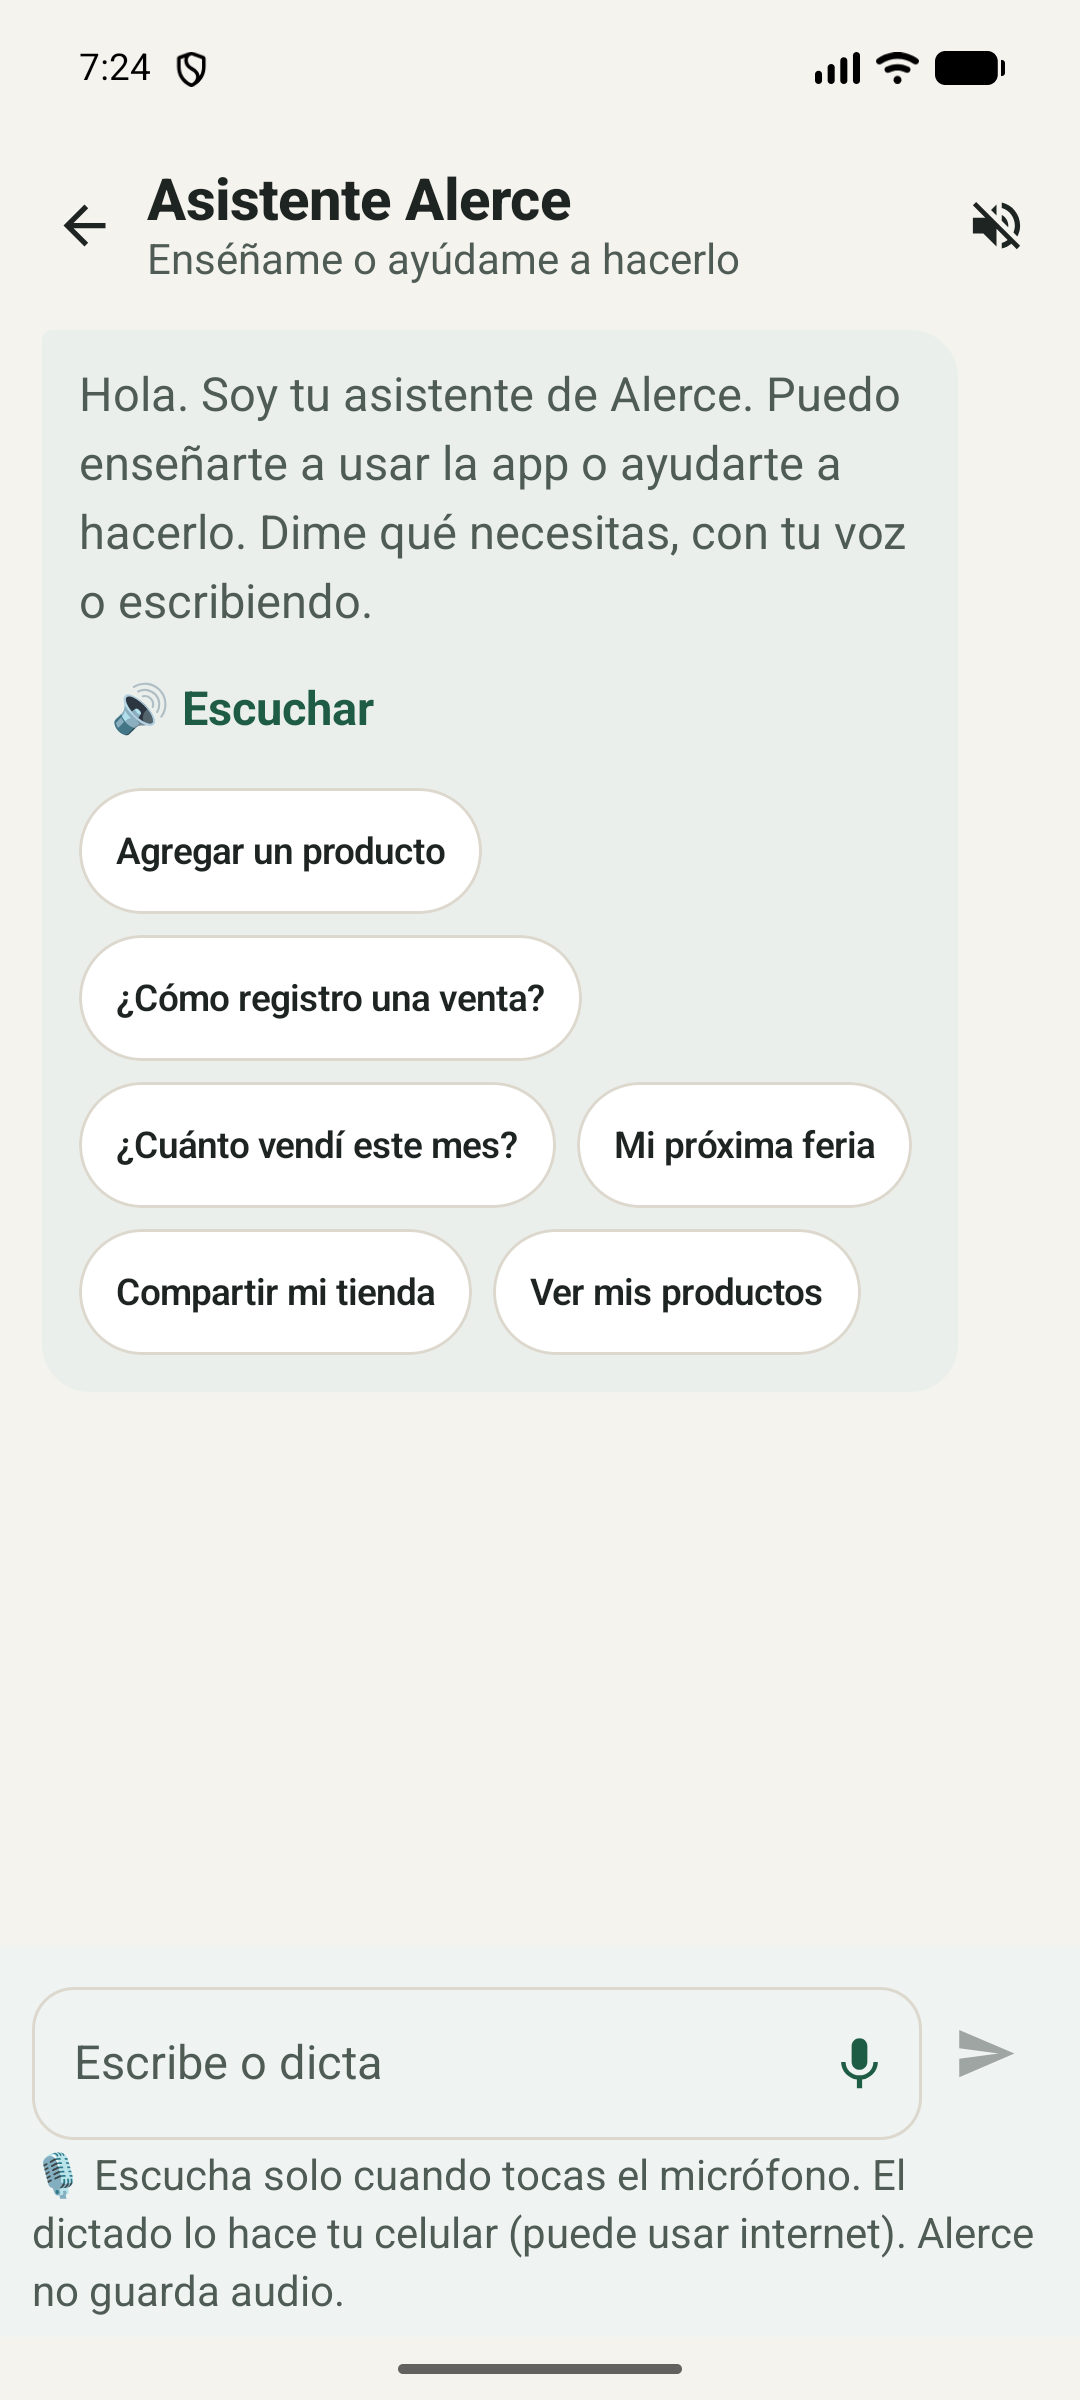 7:24
Asistente Alerce
Enséñame o ayúdame a hacerlo
Hola. Soy tu asistente de Alerce. Puedo
enseñarte a usar la app o ayudarte a
hacerlo. Dime qué necesitas, con tu voz
o escribiendo.
🔊 Escuchar
Agregar un producto
¿Cómo registro una venta?
¿Cuánto vendí este mes? Mi próxima feria
Compartir mi tienda Ver mis productos
Escribe o dicta
🎙️ Escucha solo cuando tocas el micrófono. El
dictado lo hace tu celular (puede usar internet). Alerce
no guarda audio.